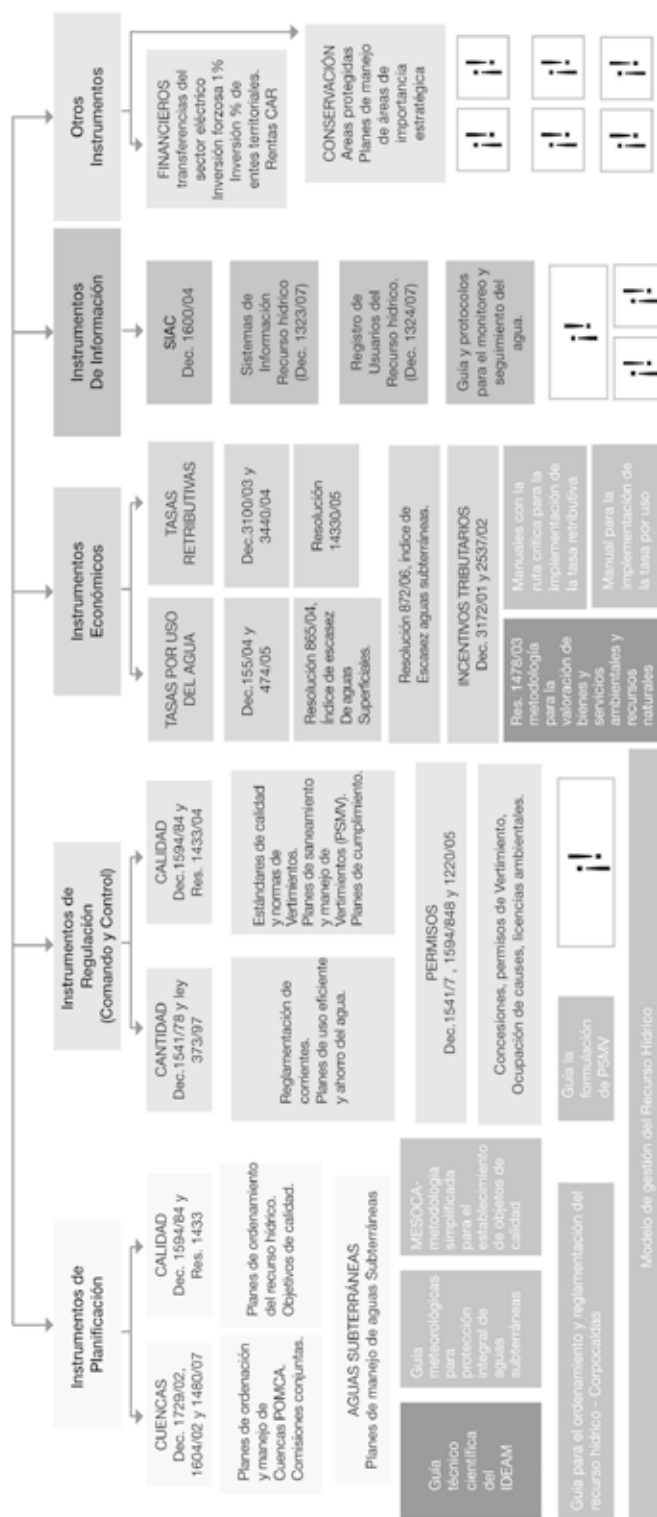 Instrumentos de
Planificación
CUENCAS
Dec. 1729/02,
1604/02 y 1480/07
CALIDAD
Dec. 1594/84 y
Res. 1433
Planes de ordenación
y manejo de
Cuencas POMCA.
Comisiones conjuntas.
Planes de ordenamiento
del recurso hídrico.
Objetivos de calidad.
AGUAS SUBTERRÁNEAS
Planes de manejo de aguas Subterráneas
Guía
técnico
científica
del
IDEAM
Guía
meteorológicas
para
protección
integral de
aguas
subterráneas
MESOCA-
metodología
simplificada
para el
establecimiento
de objetos de
calidad
Guía para el ordenamiento y reglamentación del
recurso hídrico - Corpocaldas
Instrumentos de
Regulación
(Comando y Control)
CANTIDAD
Dec.1541/78 y ley
373/97
CALIDAD
Dec.1594/84 y
Res. 1433/04
Reglamentación de
corrientes.
Planes de uso eficiente
y ahorro del agua.
Estándares de calidad
y normas de
Vertimientos.
Planes de saneamiento
y manejo de
Vertimientos (PSMV).
Planes de cumplimiento.
PERMISOS
Dec.1541/7 , 1594/848 y 1220/05
Concesiones, permisos de Vertimiento,
Ocupación de causes, licencias ambientales.
Guía la
formulación
de PSMV
¡!
Modelo de gestión del Recurso Hídrico
Instrumentos
Económicos
TASAS POR USO
DEL AGUA
TASAS
RETRIBUTIVAS
Dec.155/04 y
474/05
Dec.3100/03 y
3440/04
Resolución 865/04,
Índice de escasez
De aguas
Superficiales.
Resolución
14330/05
Resolución 872/06, índice de
Escasez aguas subterráneas.
INCENTIVOS TRIBUTARIOS
Dec. 3172/01 y 2537/02
Res. 1478/03
metodología
para la
valoración de
bienes y
servicios
ambientales y
recursos
naturales
Manuales con la
ruta critica para la
implementación de
la tasa retributiva
Manual para la
implementación de
la tasa por uso
Instrumentos
De Información
SIAC
Dec. 1600/04
Sistemas de
Información
Recurso hídrico
(Dec. 1323/07)
Registro de
Usuarios del
Recurso hídrico.
(Dec. 1324/07)
Guía y protocolos
para el monitoreo y
seguimiento del
agua.
¡!
¡!
¡!
Otros
Instrumentos
FINANCIEROS
transferencias del
sector eléctrico
Inversión forzosa 1%
Inversión % de
entes territoriales.
Rentas CAR
CONSERVACIÓN
Areas protegidas
Planes de manejo
de áreas de
importancia
estratégica
¡!
¡!
¡!
¡!
¡!
¡!